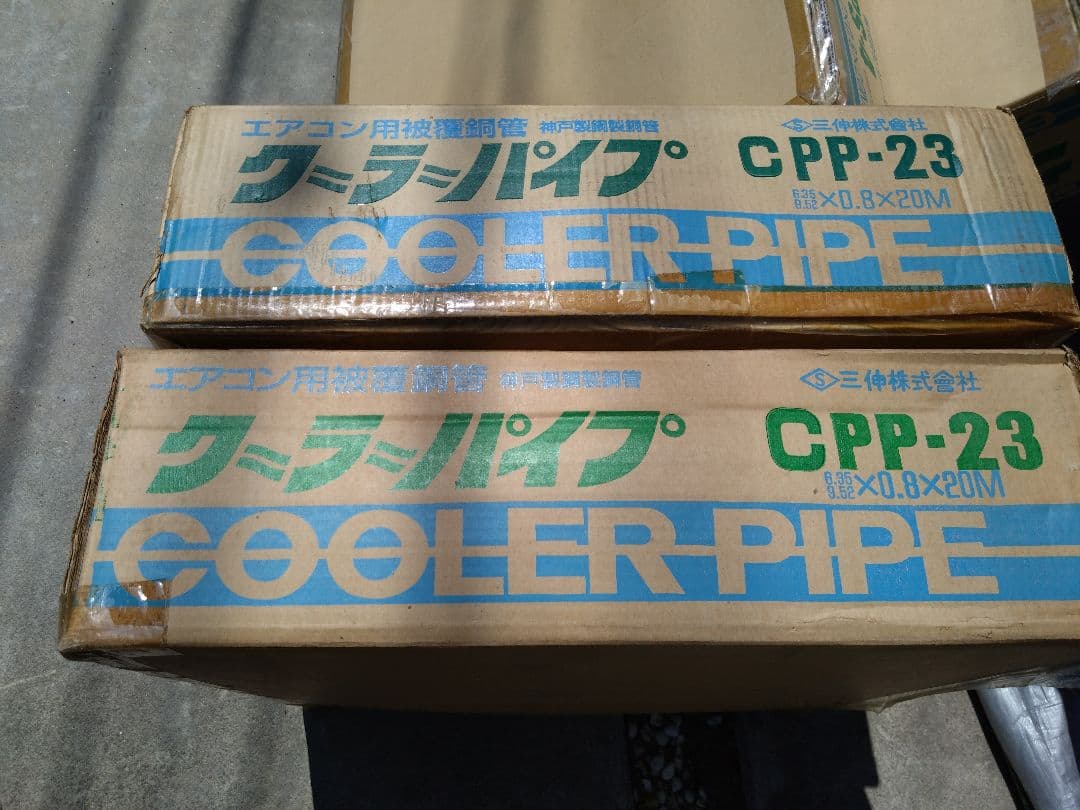 エアコン用被覆銅管 神戸製鋼製銅管
三伸株式會社
クーラーパイプ
CPP-23
6.35
9.52 ×0.8×20M
COOLER PIPE
エアコン用被覆銅管 神戸製鋼製銅管
三伸株式會社
クーラーパイプ
CPP-23
6.35
9.52 ×0.8×20M
COOLER PIPE